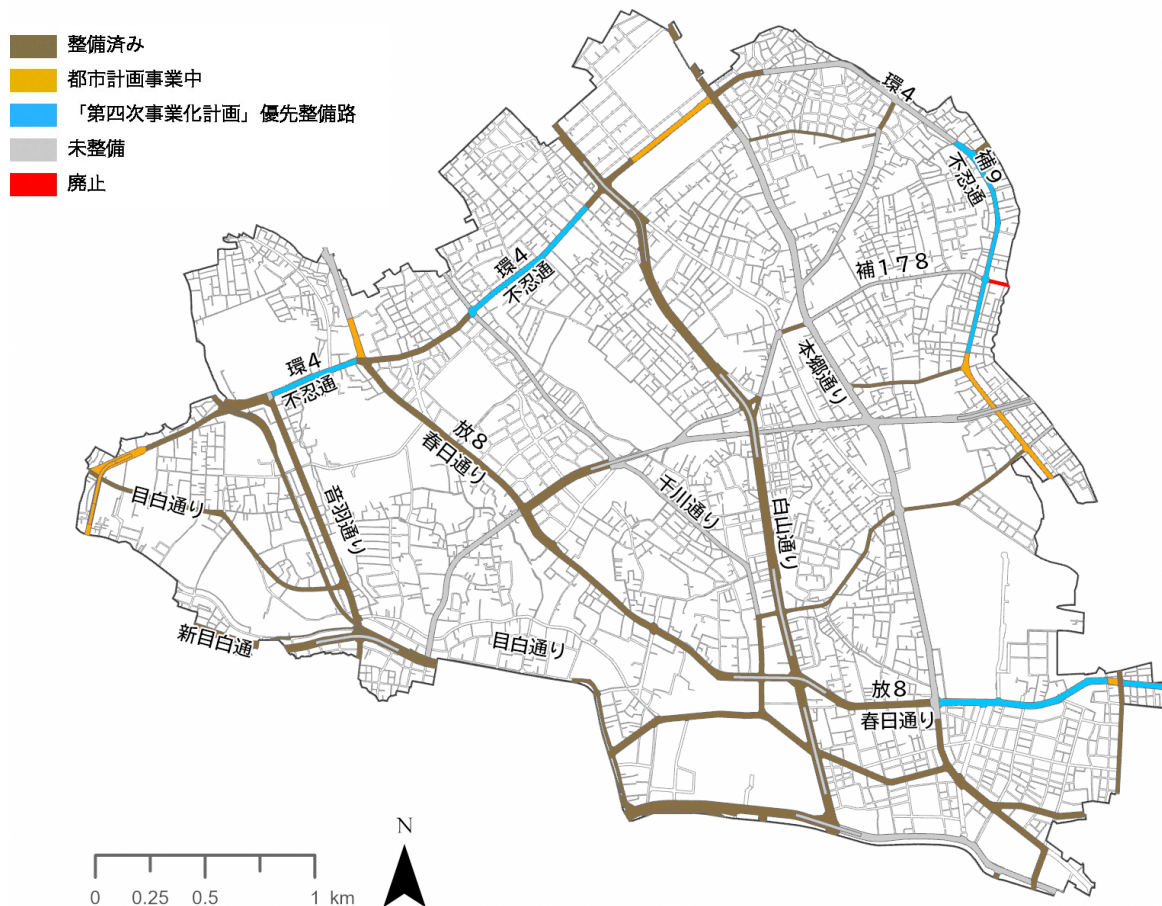 整備済み
都市計画事業中
「第四次事業化計画」優先整備路
未整備
廃止
環4
補9
不忍通
環4
不忍通
補178
環4
不忍通
本郷通り
放8
春日通り
千川通り
目白通り
音羽通り
白山通り
新目白通
目白通り
放8
春日通り
N
0 0.25 0.5 1 km